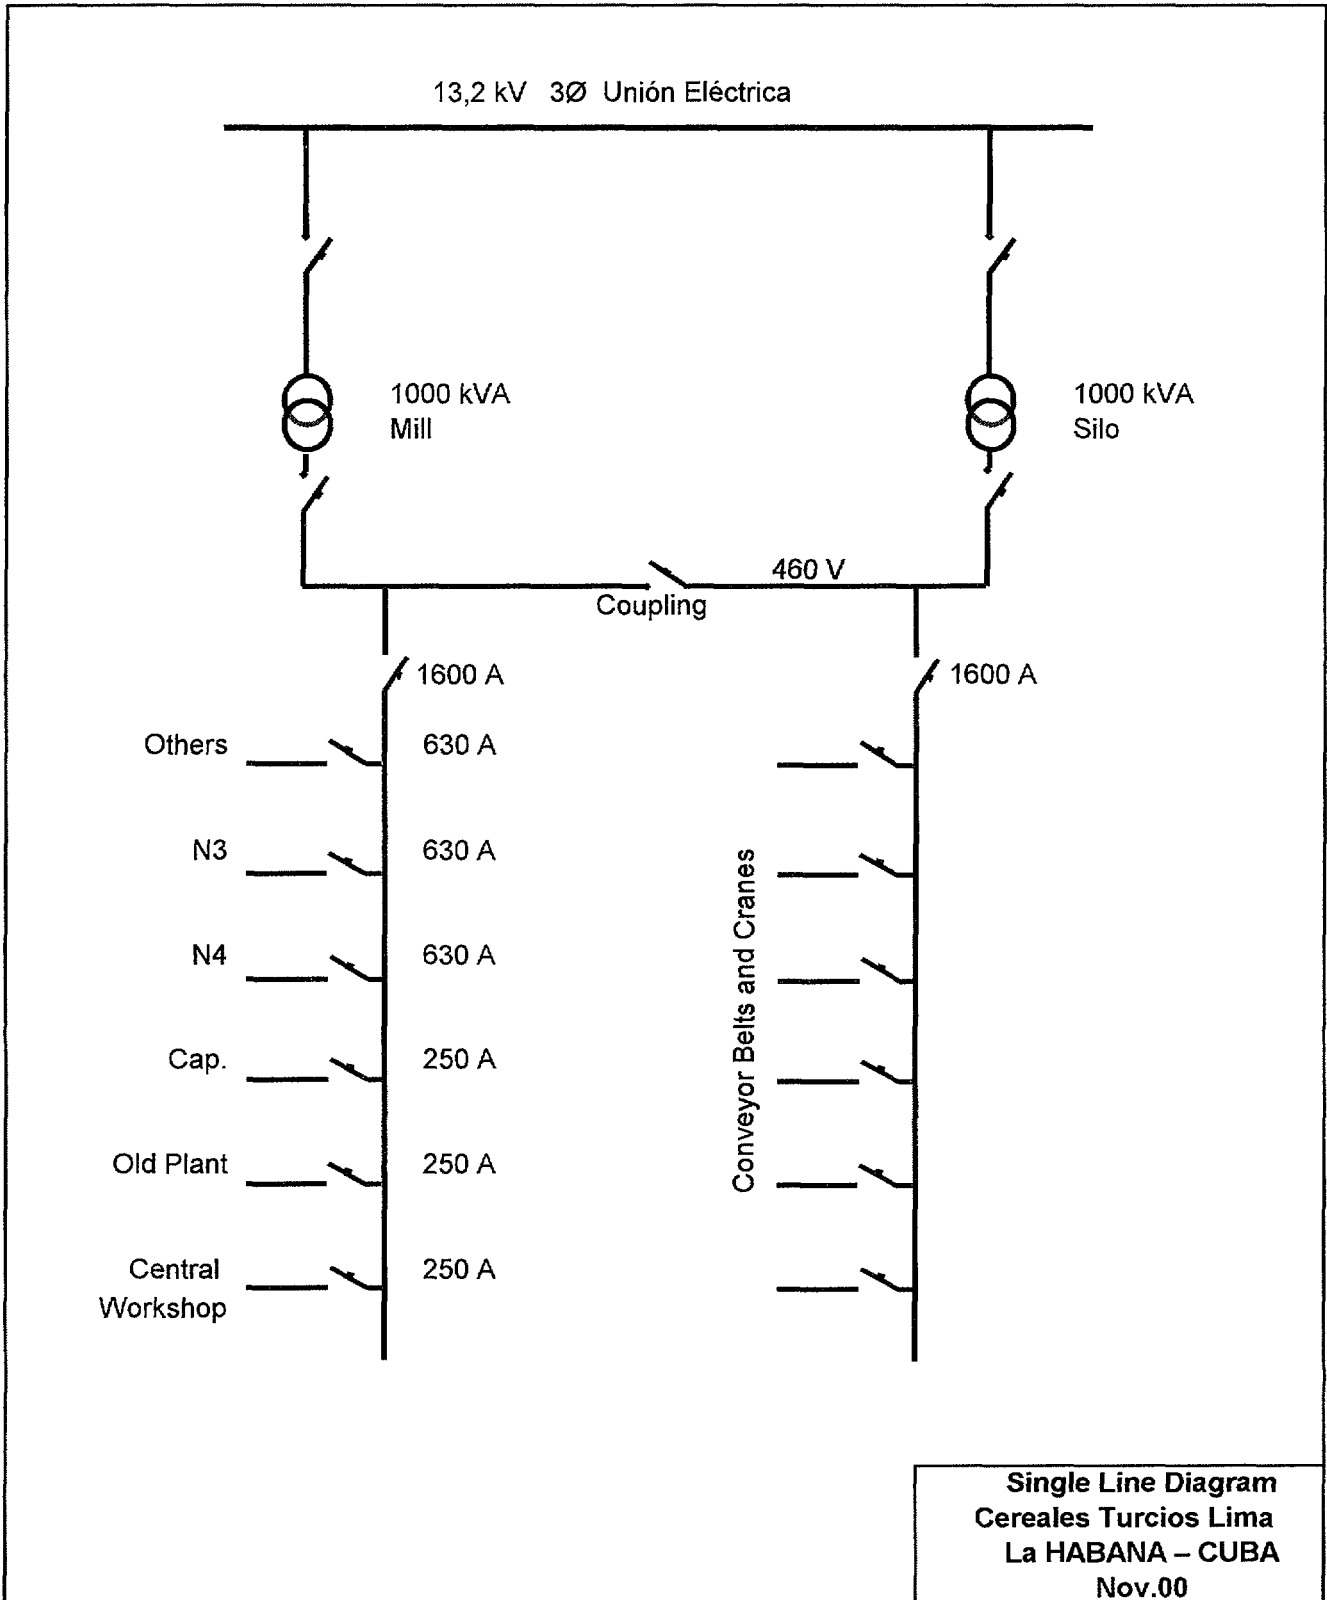 13,2 kV 3Ø Unión Eléctrica
1000 kVA
Mill
1000 kVA
Silo
460 V
Coupling
1600 A
1600 A
Others
630 A
N3
630 A
N4
630 A
Cap.
250 A
Old Plant
250 A
Central
Workshop
250 A
Conveyor Belts and Cranes
Single Line Diagram
Cereales Turcios Lima
La HABANA – CUBA
Nov.00